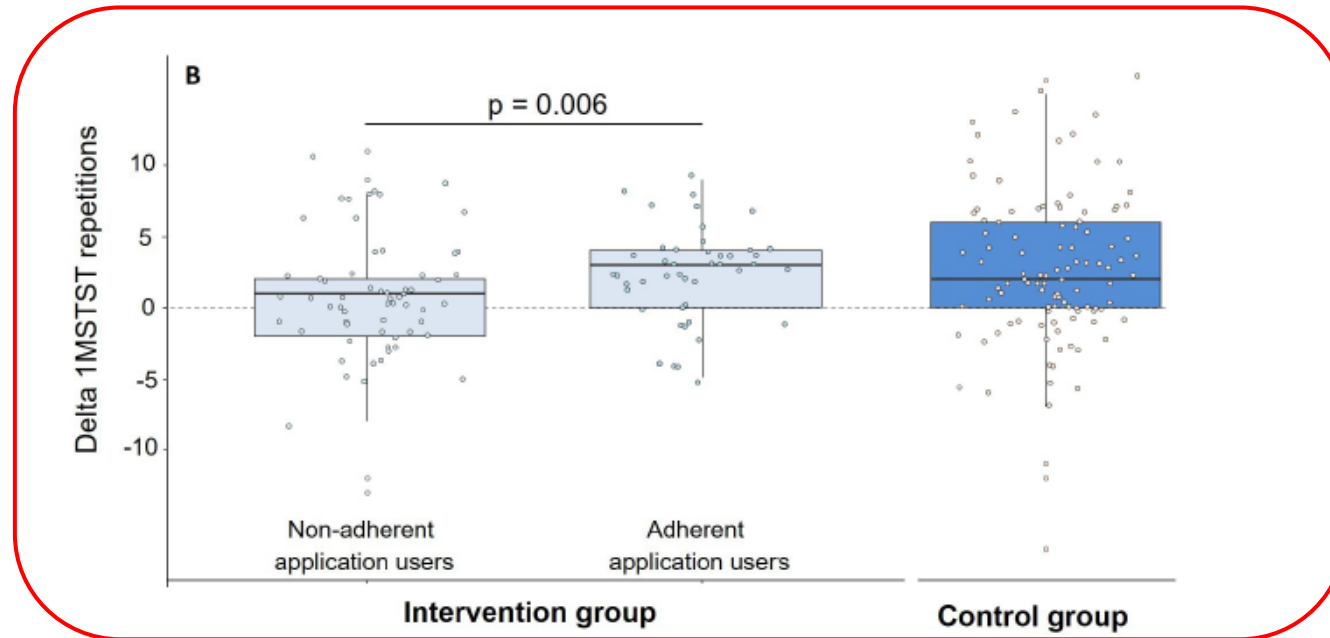 B
p = 0.006
Delta 1MSTST repetitions
10
5
0
-5
-10
Non-adherent
application users
Adherent
application users
Intervention group
Control group